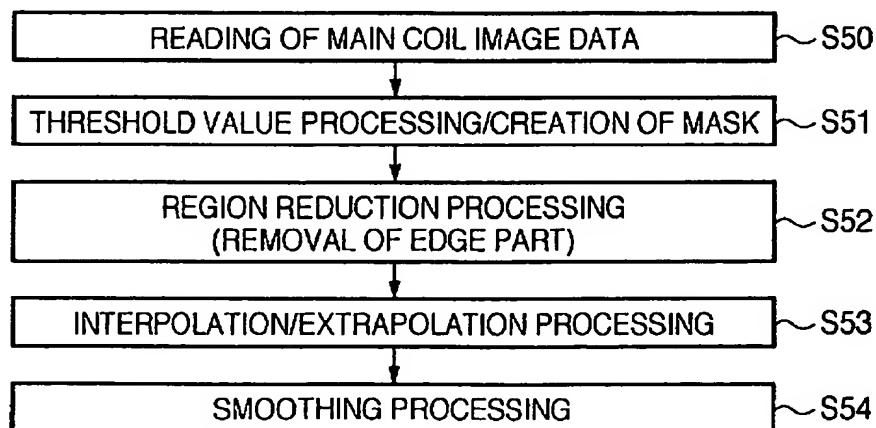 READING OF MAIN COIL IMAGE DATA S50
THRESHOLD VALUE PROCESSING/CREATION OF MASK S51
REGION REDUCTION PROCESSING
(REMOVAL OF EDGE PART) S52
INTERPOLATION/EXTRAPOLATION PROCESSING S53
SMOOTHING PROCESSING S54